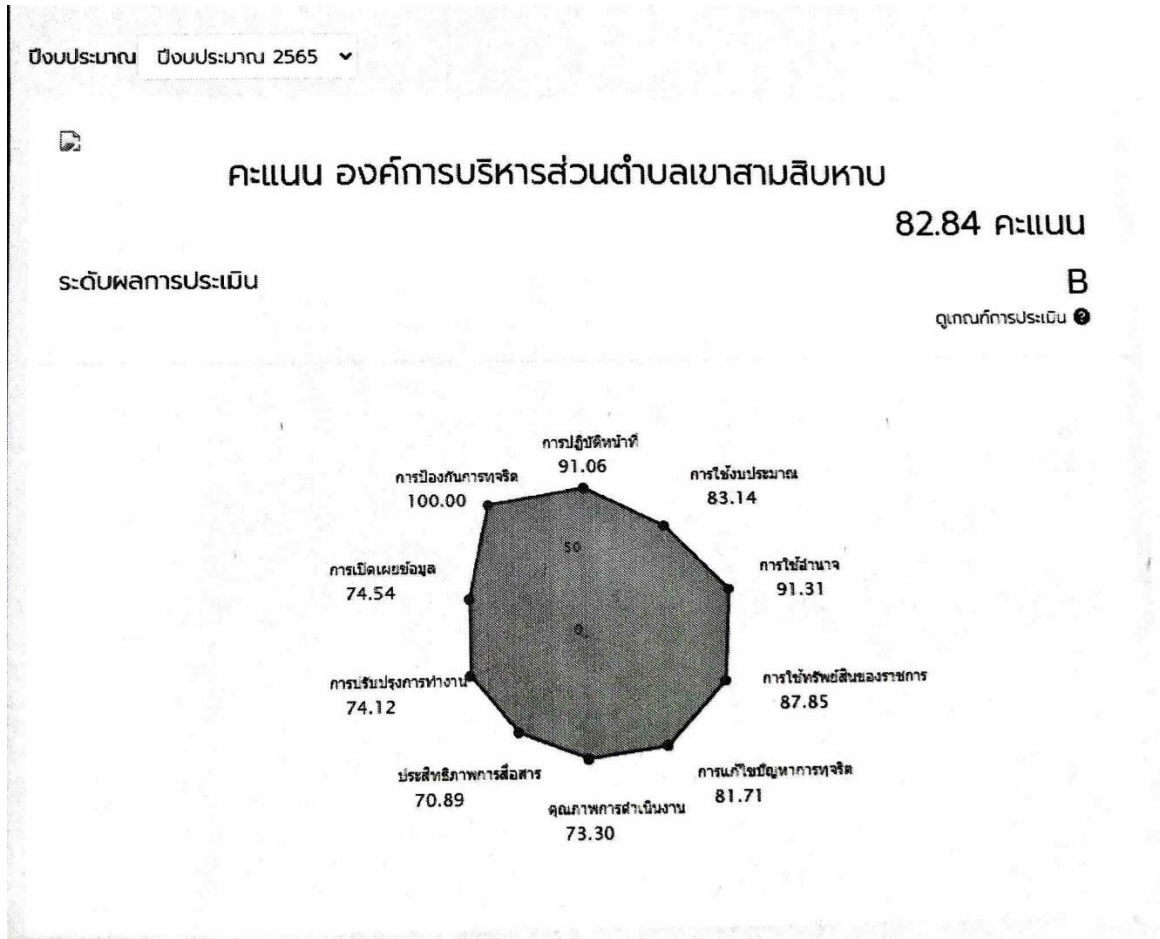 ปีงบประมาณ ปีงบประมาณ 2565
คะแนน องค์การบริหารส่วนตำบลเขาสามสิบหาบ
82.84 คะแนน
ระดับผลการประเมิน
B
ดูเกณฑ์การประเมิน ?
การปฏิบัติหน้าที่
91.06
การใช้งบประมาณ
83.14
การใช้อำนาจ
91.31
การใช้ทรัพย์สินของราชการ
87.85
การแก้ไขปัญหาการทุจริต
81.71
คุณภาพการดำเนินงาน
73.30
ประสิทธิภาพการสื่อสาร
70.89
การปรับปรุงการทำงาน
74.12
การเปิดเผยข้อมูล
74.54
การป้องกันการทุจริต
100.00
50
0